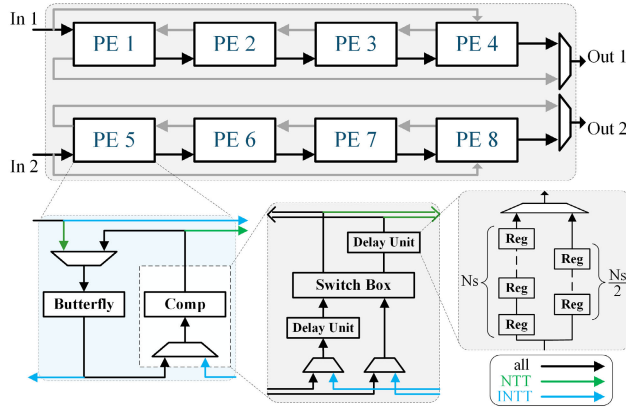 In 1
PE 1
PE 2
PE 3
PE 4
Out 1
PE 5
PE 6
PE 7
PE 8
Out 2
In 2
Butterfly
Comp
Delay Unit
Switch Box
Delay Unit
Reg
Reg
Ns
Ns
2
Reg
Reg
Reg
all
NTT
INTT